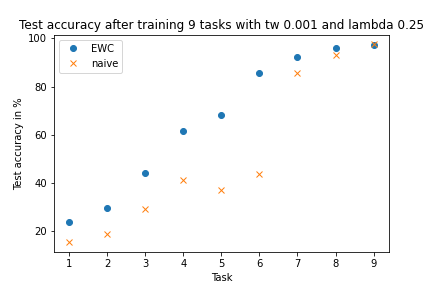 Test accuracy after training 9 tasks with tw 0.001 and lambda 0.25
EWC
naive
100
80
60
40
20
Test accuracy in %
1 2 3 4 5 6 7 8 9
Task